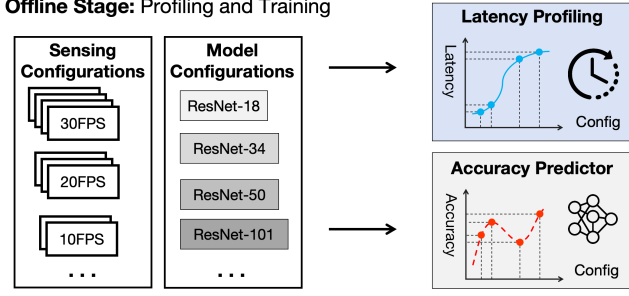 Offline Stage: Profiling and Training
Sensing
Configurations
30FPS
20FPS
10FPS
...
Model
Configurations
ResNet-18
ResNet-34
ResNet-50
ResNet-101
...
Latency Profiling
Latency
Config
Accuracy Predictor
Accuracy
Config